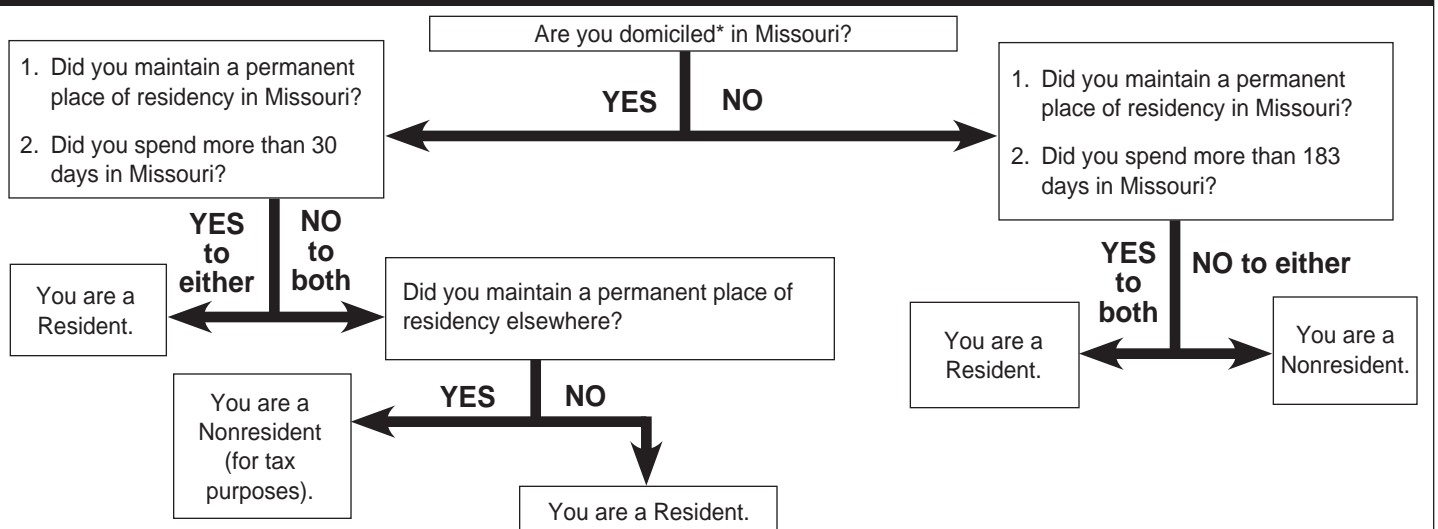 Are you domiciled* in Missouri?
YES
NO
1. Did you maintain a permanent
place of residency in Missouri?
2. Did you spend more than 30
days in Missouri?
1. Did you maintain a permanent
place of residency in Missouri?
2. Did you spend more than 183
days in Missouri?
YES
to
either
NO
to
both
You are a
Resident.
Did you maintain a permanent place of
residency elsewhere?
YES
to
both
NO to either
You are a
Resident.
You are a
Nonresident.
YES
NO
You are a
Nonresident
(for tax
purposes).
You are a Resident.